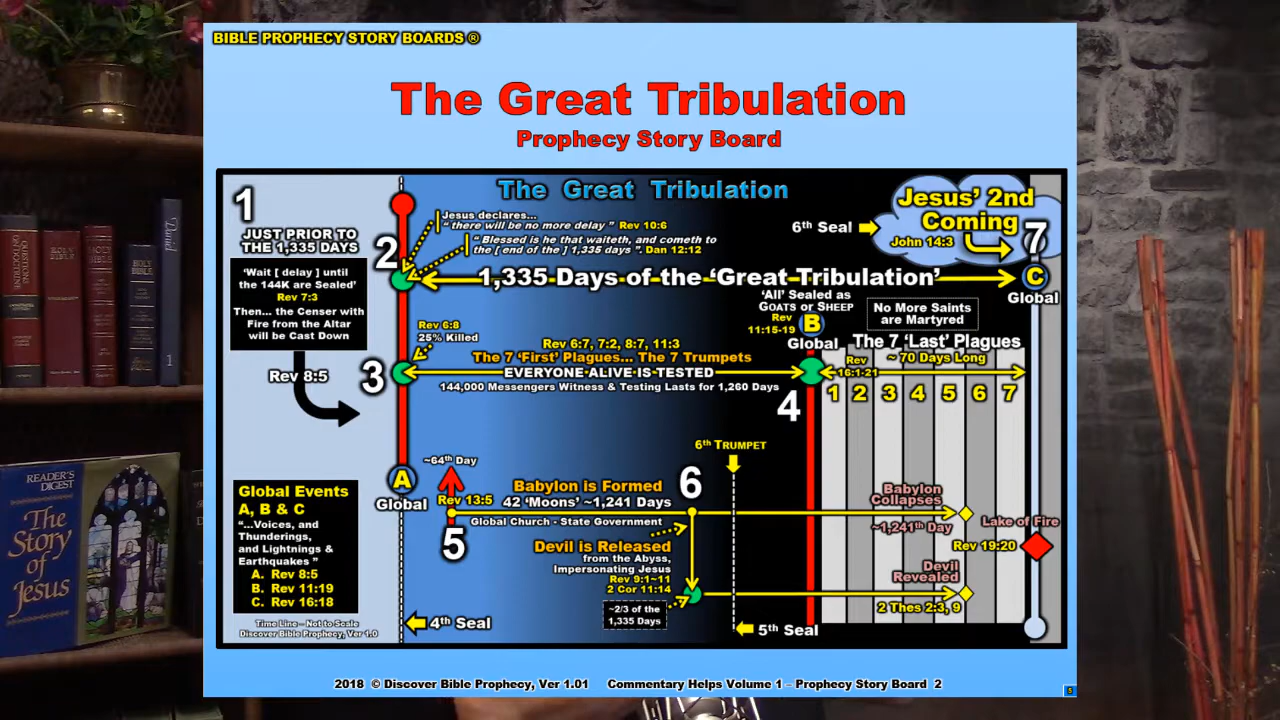 BIBLE PROPHECY STORY BOARDS ®
The Great Tribulation
Prophecy Story Board
The Great Tribulation
1
JUST PRIOR TO
THE 1,335 DAYS
'Wait [ delay ] until
the 144K are Sealed'
Rev 7:3
Then... the Censer with
Fire from the Altar
will be Cast Down
Rev 8:5
2
Jesus declares...
" there will be no more delay " Rev 10:6
" Blessed is he that waiteth, and cometh to
the [ end of the ] 1,335 days ". Dan 12:12
6th Seal
Jesus' 2nd
Coming
John 14:3
7
1,335 Days of the 'Great Tribulation'
C
Global
'All' Sealed as
GOATS or SHEEP
Rev
11:15-19
B
Global
No More Saints
are Martyred
3
Rev 6:8
25% Killed
Rev 6:7, 7:2, 8:7, 11:3
The 7 'First' Plagues... The 7 Trumpets
EVERYONE ALIVE IS TESTED
144,000 Messengers Witness & Testing Lasts for 1,260 Days
4
The 7 'Last' Plagues
~ 70 Days Long
Rev
16:1-21
1 2 3 4 5 6 7
A
Global
~64th Day
Rev 13:5
5
Babylon is Formed
42 'Moons' ~1,241 Days
Global Church - State Government
6
6th TRUMPET
Devil is Released
from the Abyss,
Impersonating Jesus
Rev 9:1~11
2 Cor 11:14
~2/3 of the
1,335 Days
Babylon
Collapses
~1,241th Day
Lake of Fire
Rev 19:20
Devil
Revealed
2 Thes 2:3, 9
Global Events
A, B & C
"...Voices, and
Thunderings,
and Lightnings &
Earthquakes "
A. Rev 8:5
B. Rev 11:19
C. Rev 16:18
Time Line – Not to Scale
Discover Bible Prophecy, Ver 1.0
4th Seal
5th Seal
2018 © Discover Bible Prophecy, Ver 1.01 Commentary Helps Volume 1 – Prophecy Story Board 2
5
HOLY BIBLE
Daniel
1
READER'S
DIGEST
The
Story
of
Jesus